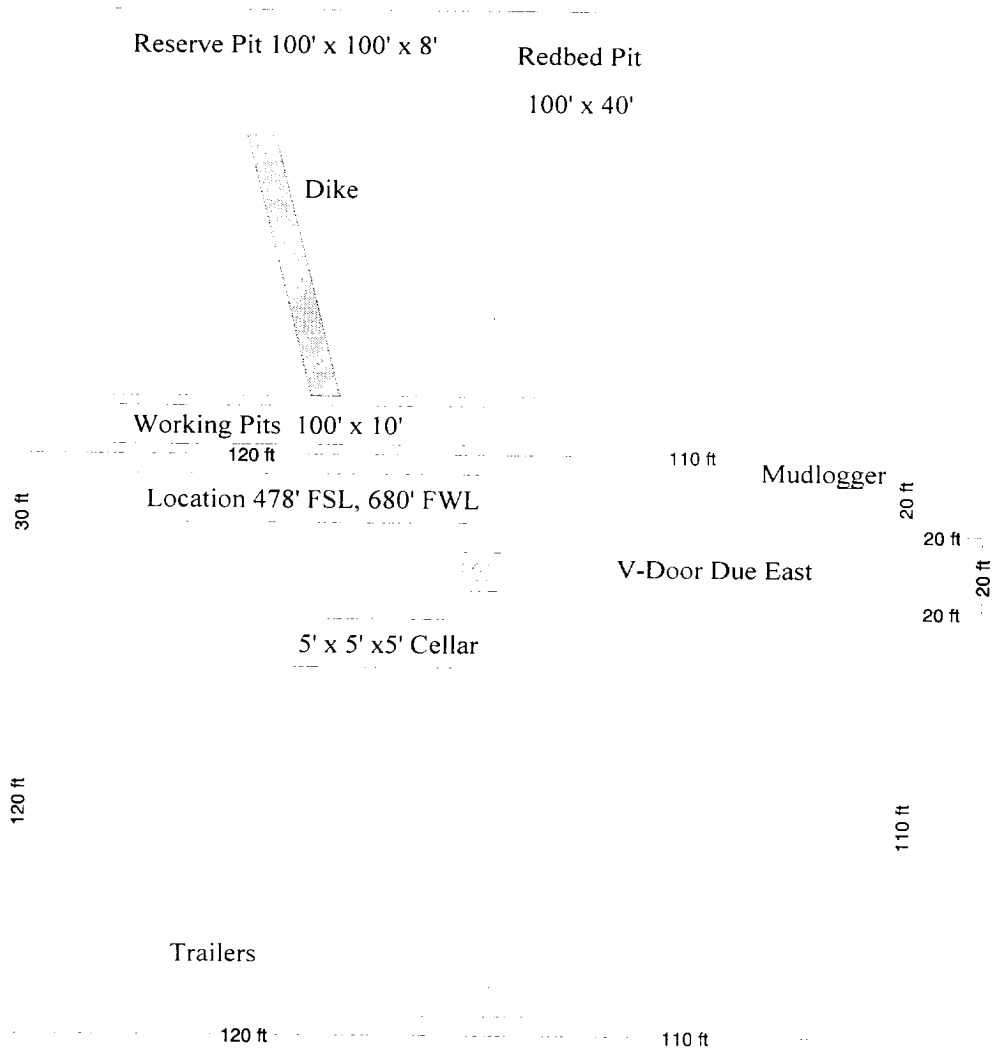 Reserve Pit 100' x 100' x 8'
Redbed Pit
100' x 40'
Dike
Working Pits 100' x 10'
120 ft
110 ft
Mudlogger
Location 478' FSL, 680' FWL
30 ft
20 ft
20 ft
V-Door Due East
20 ft
20 ft
5' x 5' x5' Cellar
120 ft
110 ft
Trailers
120 ft
110 ft